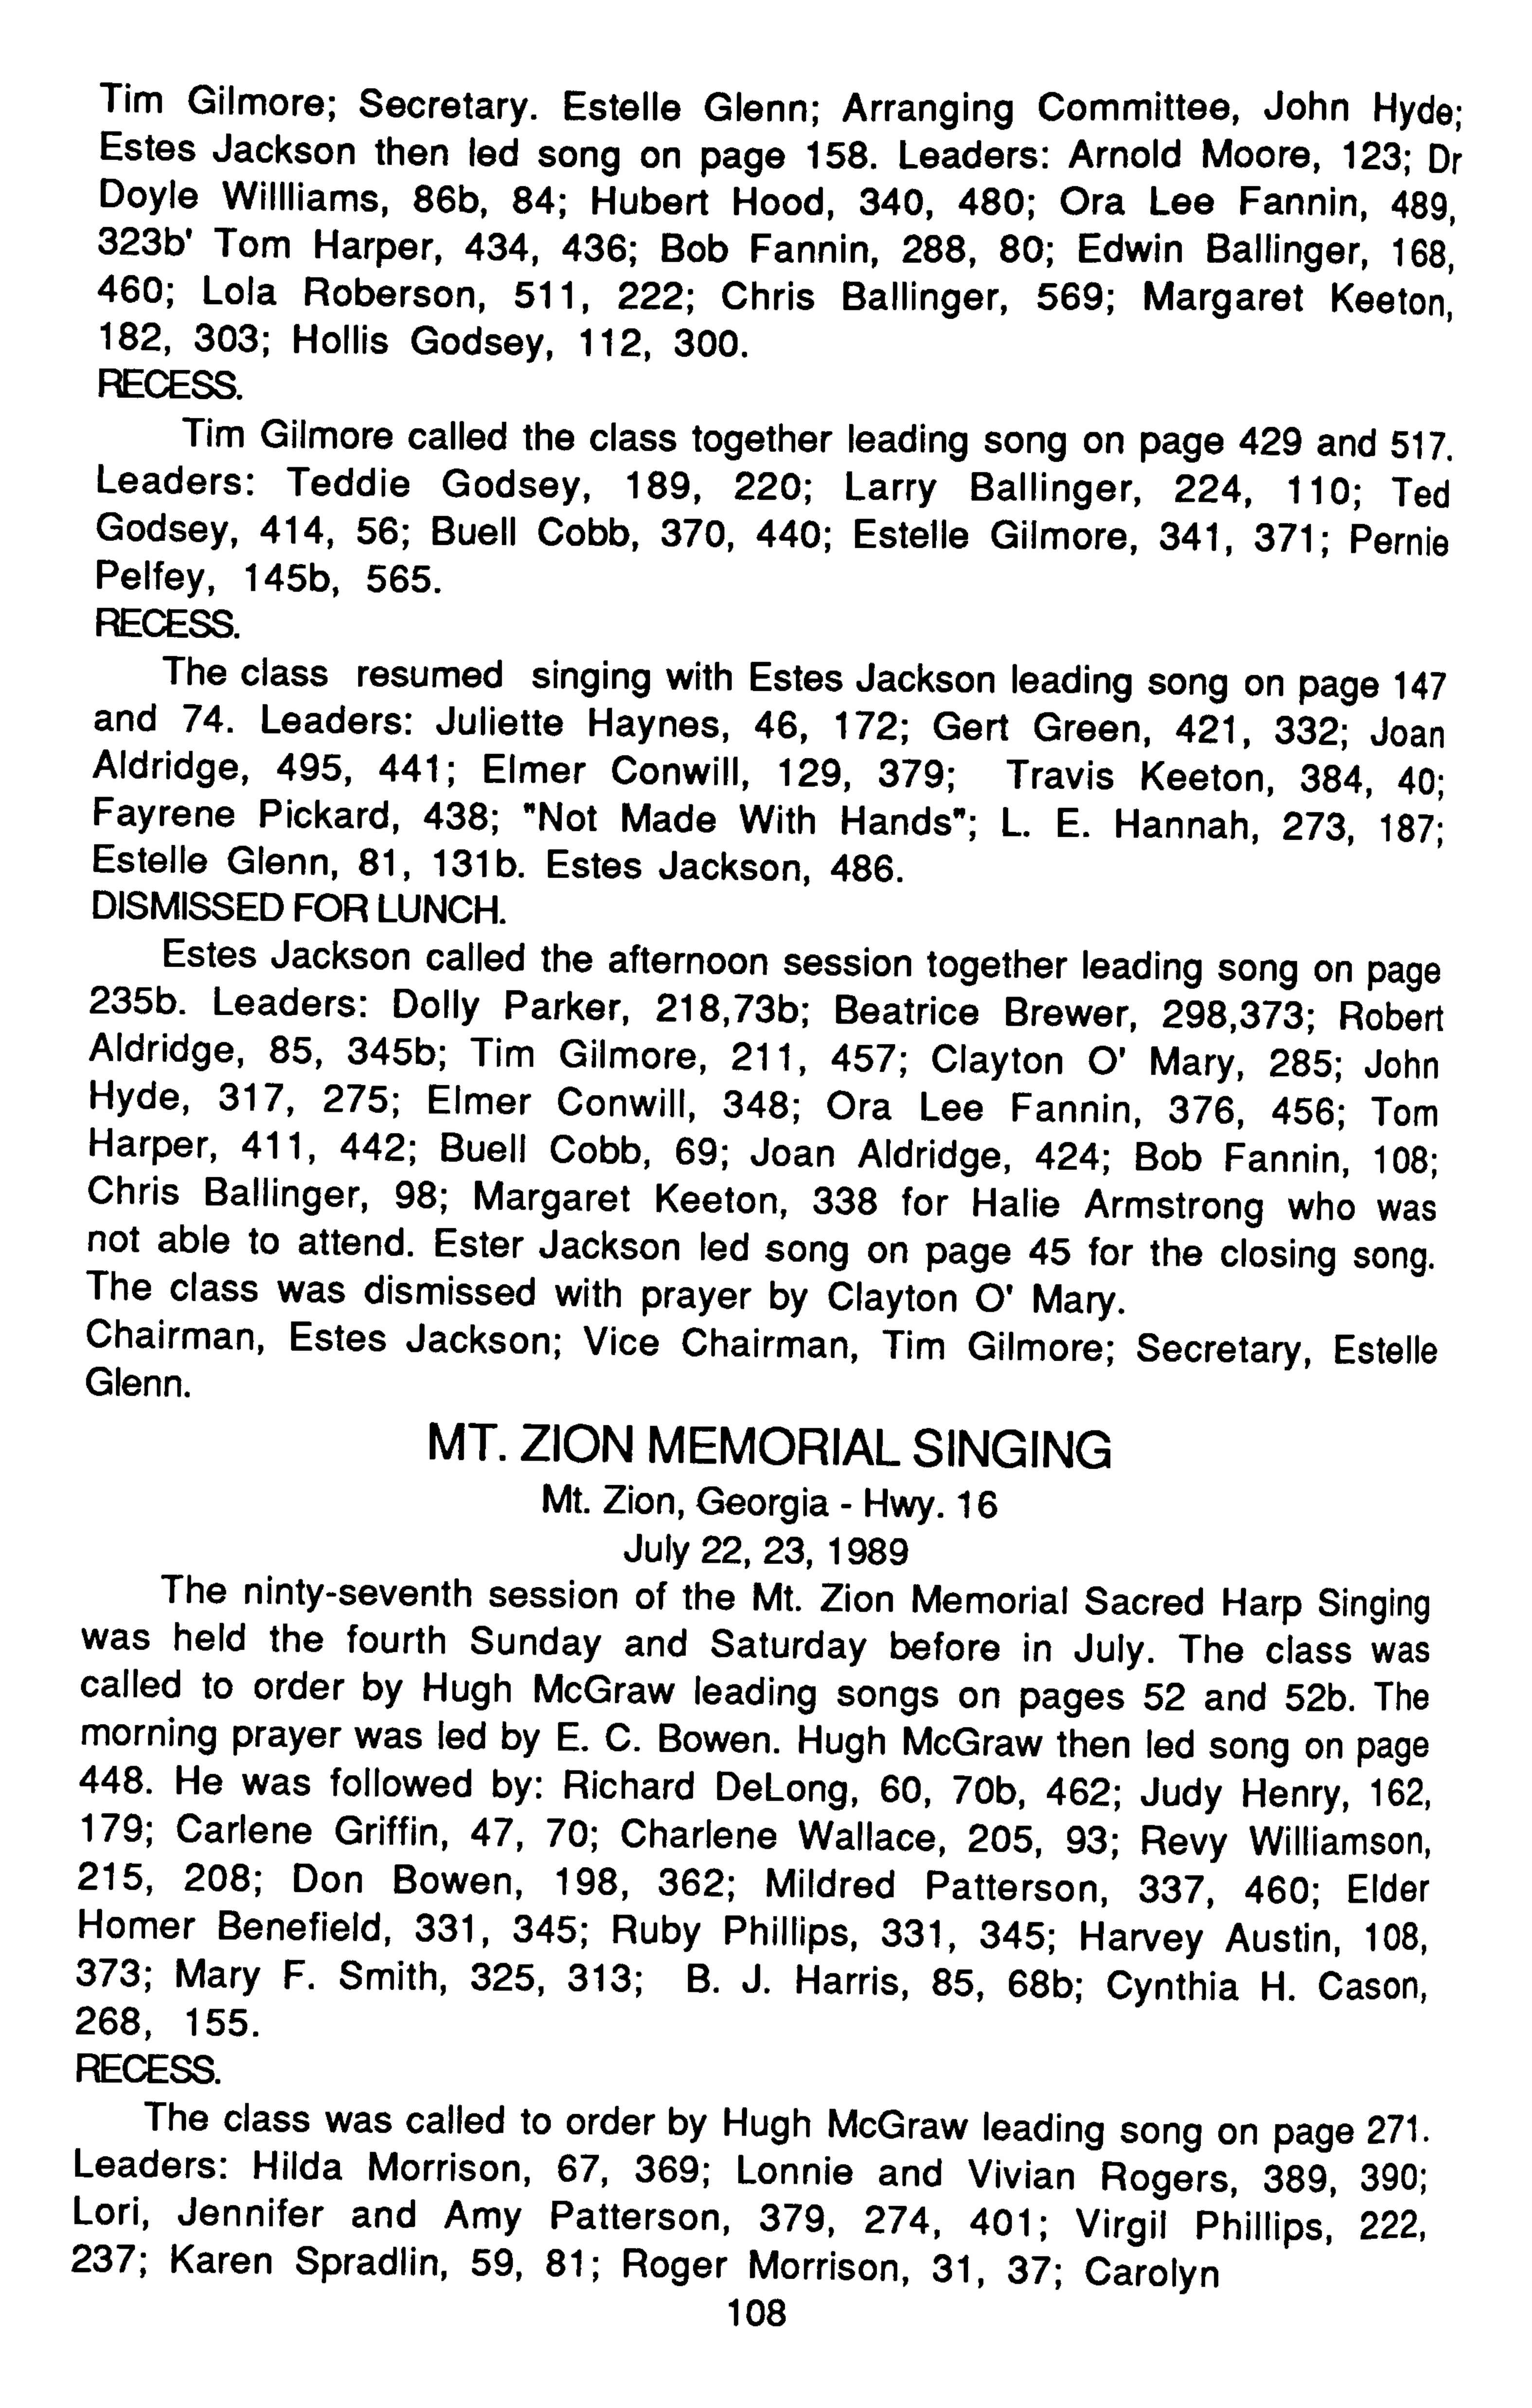 Tim Gilmore; Secretary. Estelle Glenn; Arranging Committee, John Hyde;
Estes Jackson then led song on page 158. Leaders: Arnold Moore, 123; Dr
Doyle Willliams, 86b, 84; Hubert Hood, 340, 480; Ora Lee Fannin, 489,
323b' Tom Harper, 434, 436; Bob Fannin, 288, 80; Edwin Ballinger, 168,
460; Lola Roberson, 511, 222; Chris Ballinger, 569; Margaret Keeton,
182, 303; Hollis Godsey, 112, 300.
RECESS.
Tim Gilmore called the class together leading song on page 429 and 517.
Leaders: Teddie Godsey, 189, 220; Larry Ballinger, 224, 110; Ted
Godsey, 414, 56; Buell Cobb, 370, 440; Estelle Gilmore, 341, 371; Pernie
Pelfey, 145b, 565.
RECESS.
The class resumed singing with Estes Jackson leading song on page 147
and 74. Leaders: Juliette Haynes, 46, 172; Gert Green, 421, 332; Joan
Aldridge, 495, 441; Elmer Conwill, 129, 379; Travis Keeton, 384, 40;
Fayrene Pickard, 438; "Not Made With Hands"; L. E. Hannah, 273, 187;
Estelle Glenn, 81, 131b. Estes Jackson, 486.
DISMISSED FOR LUNCH.
Estes Jackson called the afternoon session together leading song on page
235b. Leaders: Dolly Parker, 218,73b; Beatrice Brewer, 298,373; Robert
Aldridge, 85, 345b; Tim Gilmore, 211, 457; Clayton O' Mary, 285; John
Hyde, 317, 275; Elmer Conwill, 348; Ora Lee Fannin, 376, 456; Tom
Harper, 411, 442; Buell Cobb, 69; Joan Aldridge, 424; Bob Fannin, 108;
Chris Ballinger, 98; Margaret Keeton, 338 for Halie Armstrong who was
not able to attend. Ester Jackson led song on page 45 for the closing song.
The class was dismissed with prayer by Clayton O' Mary.
Chairman, Estes Jackson; Vice Chairman, Tim Gilmore; Secretary, Estelle
Glenn.
MT. ZION MEMORIAL SINGING
Mt. Zion, Georgia - Hwy. 16
July 22, 23, 1989
The ninty-seventh session of the Mt. Zion Memorial Sacred Harp Singing
was held the fourth Sunday and Saturday before in July. The class was
called to order by Hugh McGraw leading songs on pages 52 and 52b. The
morning prayer was led by E. C. Bowen. Hugh McGraw then led song on page
448. He was followed by: Richard DeLong, 60, 70b, 462; Judy Henry, 162,
179; Carlene Griffin, 47, 70; Charlene Wallace, 205, 93; Revy Williamson,
215, 208; Don Bowen, 198, 362; Mildred Patterson, 337, 460; Elder
Homer Benefield, 331, 345; Ruby Phillips, 331, 345; Harvey Austin, 108,
373; Mary F. Smith, 325, 313; B. J. Harris, 85, 68b; Cynthia H. Cason,
268, 155.
RECESS.
The class was called to order by Hugh McGraw leading song on page 271.
Leaders: Hilda Morrison, 67, 369; Lonnie and Vivian Rogers, 389, 390;
Lori, Jennifer and Amy Patterson, 379, 274, 401; Virgil Phillips, 222,
237; Karen Spradlin, 59, 81; Roger Morrison, 31, 37; Carolyn
108